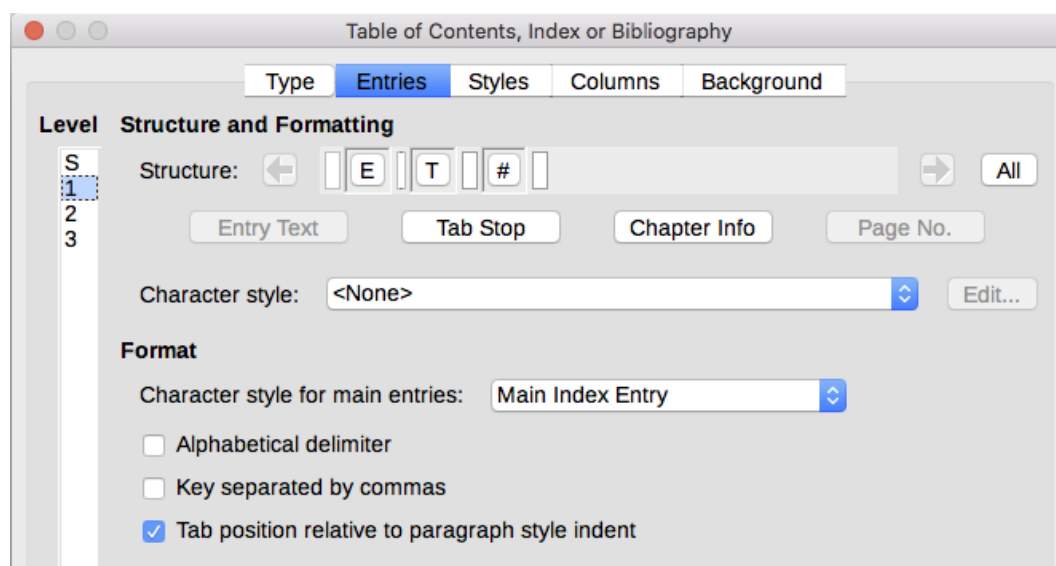 Table of Contents, Index or Bibliography
Type Entries Styles Columns Background
Level Structure and Formatting
S
1
2
3
Structure: E T # All
Entry Text Tab Stop Chapter Info Page No.
Character style: <None> Edit...
Format
Character style for main entries: Main Index Entry
Alphabetical delimiter
Key separated by commas
Tab position relative to paragraph style indent